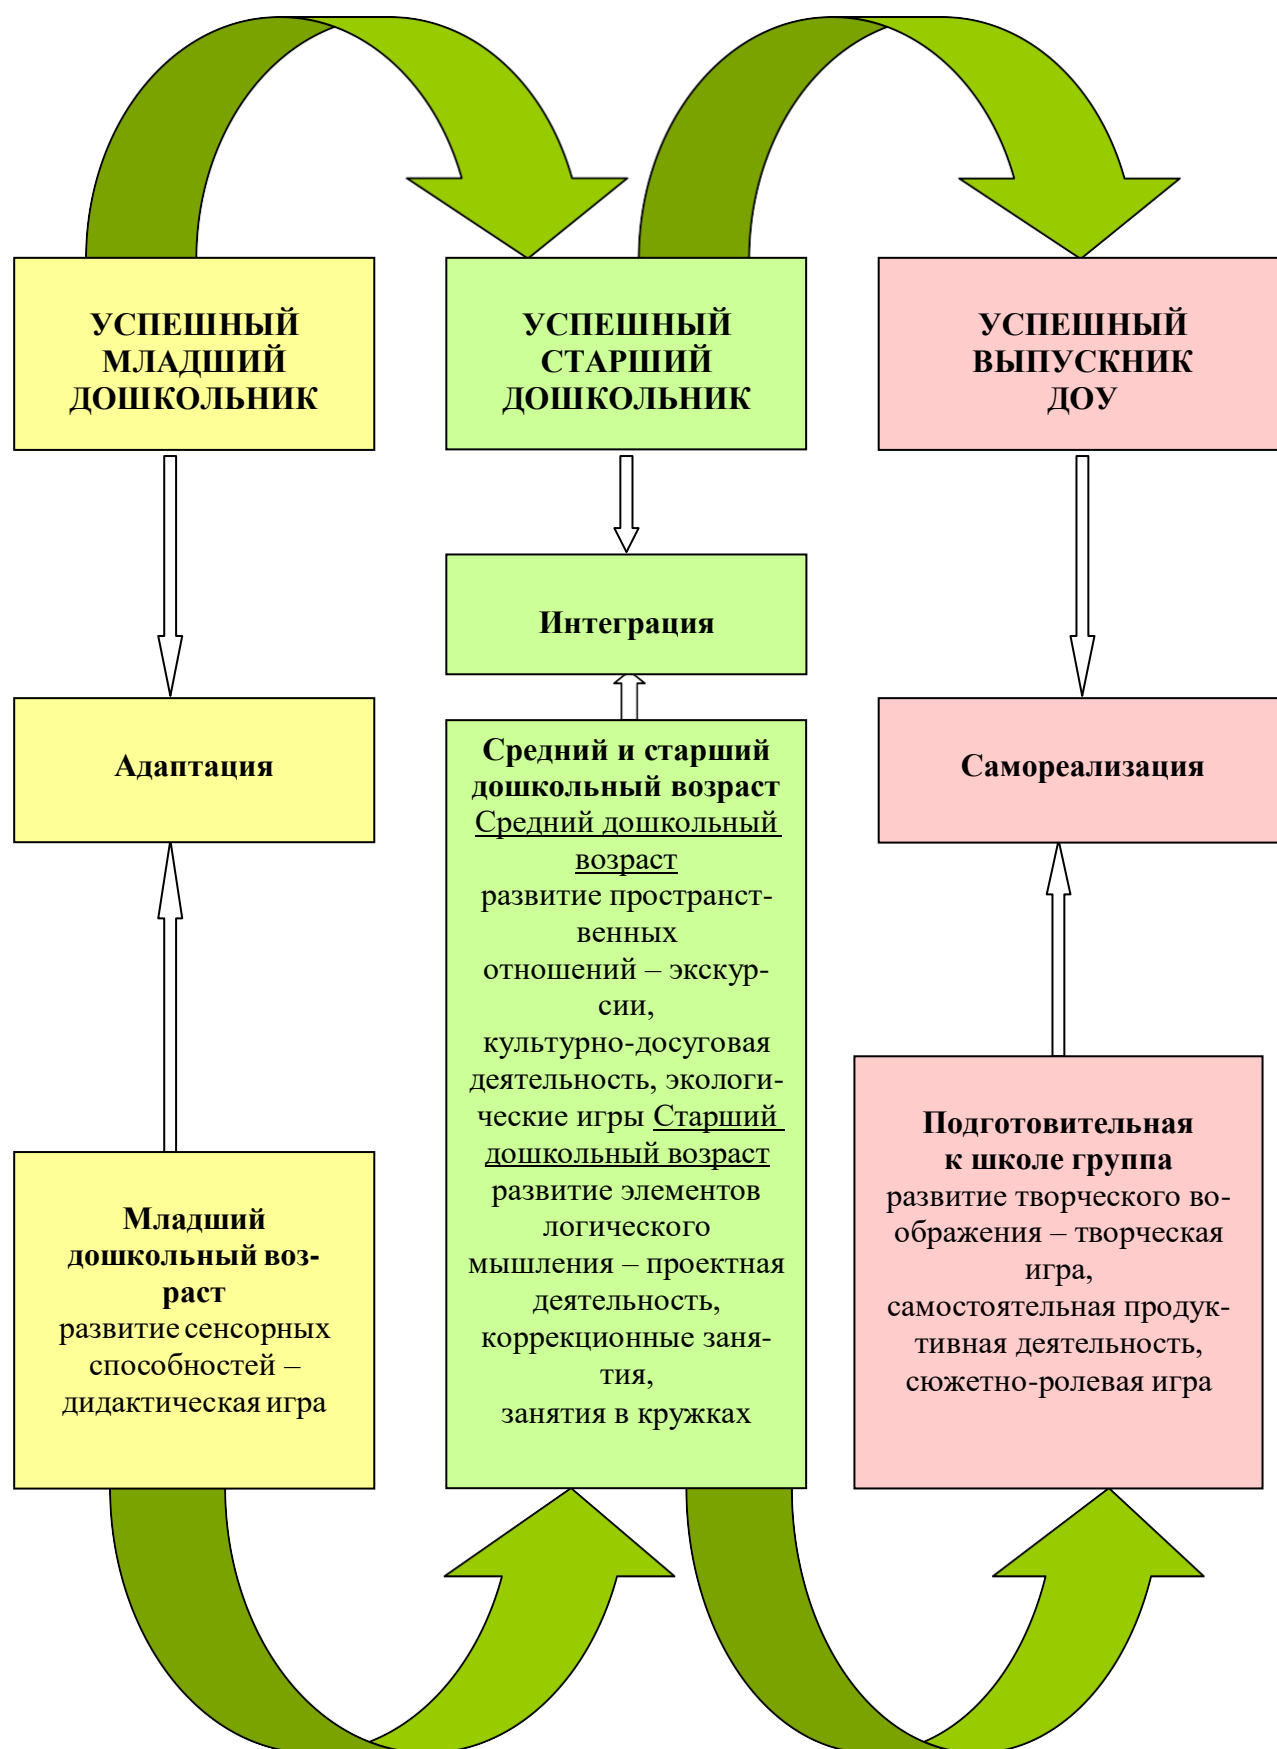 УСПЕШНЫЙ
МЛАДШИЙ
ДОШКОЛЬНИК
УСПЕШНЫЙ
СТАРШИЙ
ДОШКОЛЬНИК
УСПЕШНЫЙ
ВЫПУСКНИК
ДОУ
Интеграция
Адаптация
Самореализация
Средний и старший
дошкольный возраст
Средний дошкольный
возраст
развитие пространст-
венных
отношений – экскур-
сии,
культурно-досуговая
деятельность, экологи-
ческие игры Старший
дошкольный возраст
развитие элементов
логического
мышления – проектная
деятельность,
коррекционные заня-
тия,
занятия в кружках
Младший
дошкольный воз-
раст
развитие сенсорных
способностей –
дидактическая игра
Подготовительная
к школе группа
развитие творческого во-
ображения – творческая
игра,
самостоятельная продук-
тивная деятельность,
сюжетно-ролевая игра